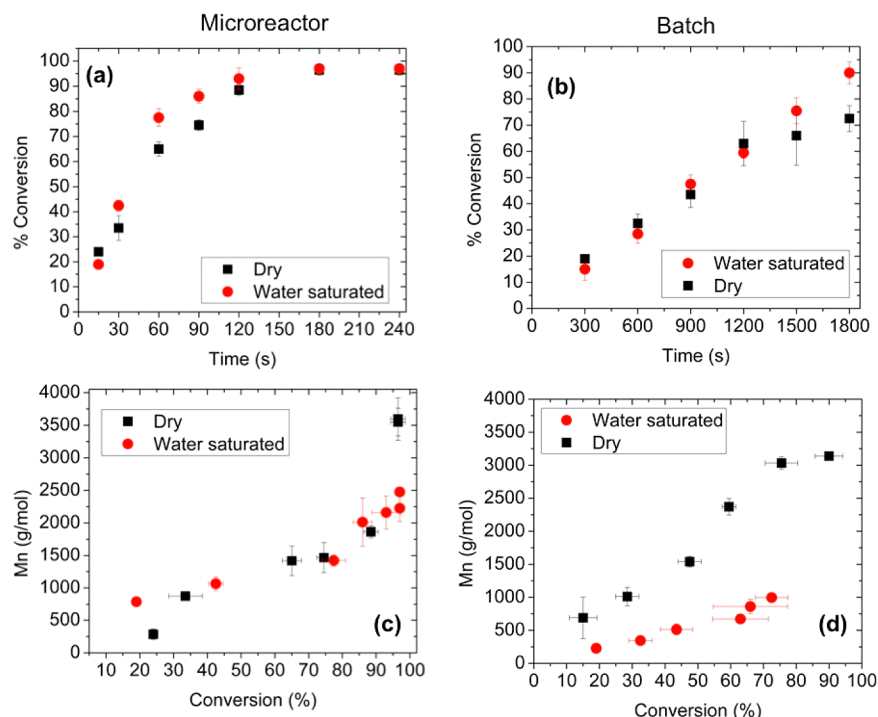 Microreactor
Batch
(a)
100
90
80
70
60
50
40
30
20
10
0
% Conversion
Dry
Water saturated
0 30 60 90 120 150 180 210 240
Time (s)
(b)
100
90
80
70
60
50
40
30
20
10
0
% Conversion
Water saturated
Dry
0 300 600 900 1200 1500 1800
Time (s)
4000
3500
3000
2500
2000
1500
1000
500
0
Mn (g/mol)
Dry
Water saturated
(c)
10 20 30 40 50 60 70 80 90 100
Conversion (%)
4000
3500
3000
2500
2000
1500
1000
500
0
Mn (g/mol)
Water saturated
Dry
(d)
0 10 20 30 40 50 60 70 80 90 100
Conversion (%)